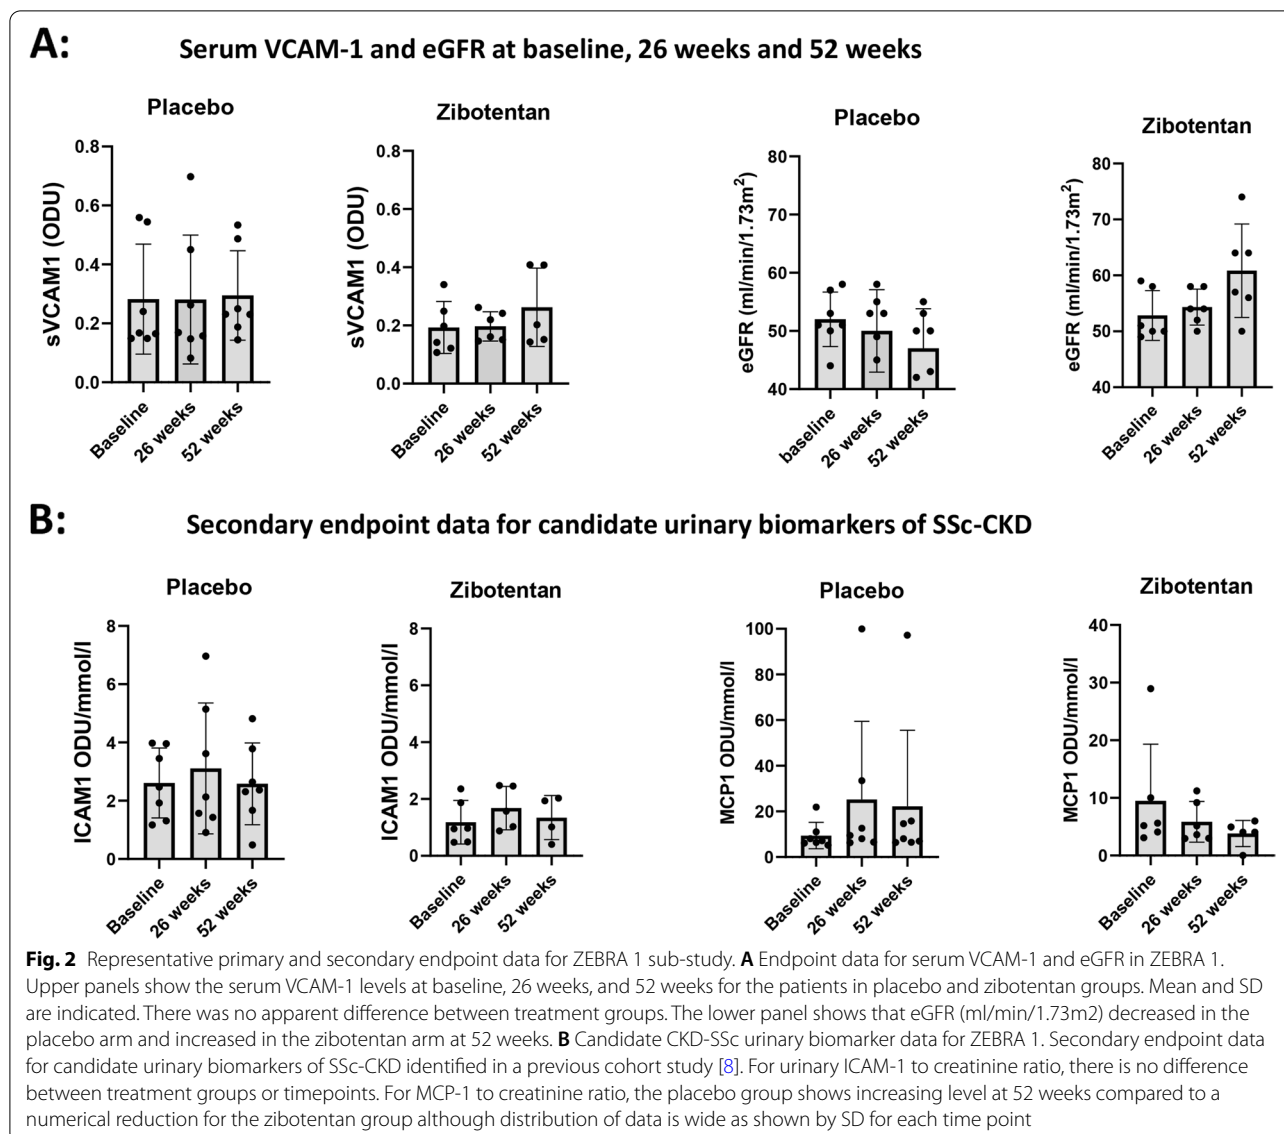 A: Serum VCAM-1 and eGFR at baseline, 26 weeks and 52 weeks
Placebo
sVCAM1 (ODU)
0.8
0.6
0.4
0.2
0.0
Baseline
26 weeks
52 weeks
Zibotentan
sVCAM1 (ODU)
0.8
0.6
0.4
0.2
0.0
Baseline
26 weeks
52 weeks
Placebo
eGFR (ml/min/1.73m²)
80
70
60
50
40
baseline
26 weeks
52 weeks
Zibotentan
eGFR (ml/min/1.73m²)
80
70
60
50
40
Baseline
26 weeks
52 weeks
B: Secondary endpoint data for candidate urinary biomarkers of SSc-CKD
Placebo
ICAM1 ODU/mmol/l
8
6
4
2
0
Baseline
26 weeks
52 weeks
Zibotentan
ICAM1 ODU/mmol/l
8
6
4
2
0
Baseline
26 weeks
52 weeks
Placebo
MCP1 ODU/mmol/l
100
80
60
40
20
0
Baseline
26 weeks
52 weeks
Zibotentan
MCP1 ODU/mmol/l
40
30
20
10
0
Baseline
26 weeks
52 weeks
Fig. 2 Representative primary and secondary endpoint data for ZEBRA 1 sub-study. A Endpoint data for serum VCAM-1 and eGFR in ZEBRA 1.
Upper panels show the serum VCAM-1 levels at baseline, 26 weeks, and 52 weeks for the patients in placebo and zibotentan groups. Mean and SD
are indicated. There was no apparent difference between treatment groups. The lower panel shows that eGFR (ml/min/1.73m2) decreased in the
placebo arm and increased in the zibotentan arm at 52 weeks. B Candidate CKD-SSc urinary biomarker data for ZEBRA 1. Secondary endpoint data
for candidate urinary biomarkers of SSc-CKD identified in a previous cohort study [8]. For urinary ICAM-1 to creatinine ratio, there is no difference
between treatment groups or timepoints. For MCP-1 to creatinine ratio, the placebo group shows increasing level at 52 weeks compared to a
numerical reduction for the zibotentan group although distribution of data is wide as shown by SD for each time point